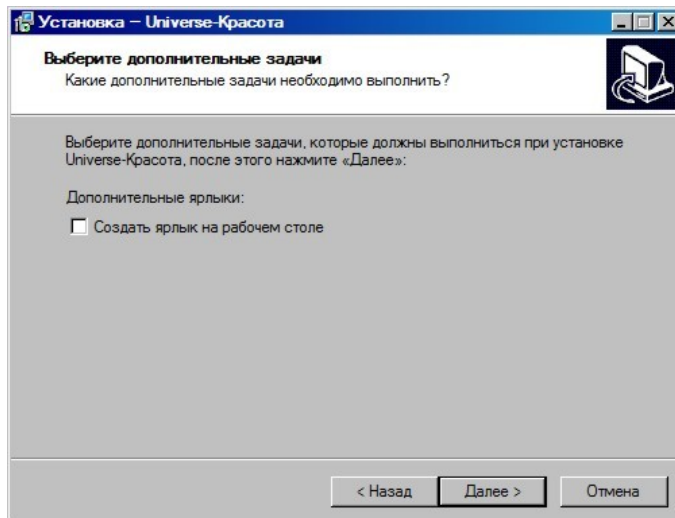 Установка — Universe-Красота
Выберите дополнительные задачи
Какие дополнительные задачи необходимо выполнить?
Выберите дополнительные задачи, которые должны выполниться при установке
Universe-Красота, после этого нажмите «Далее»:
Дополнительные ярлыки:
Создать ярлык на рабочем столе
< Назад
Далее >
Отмена